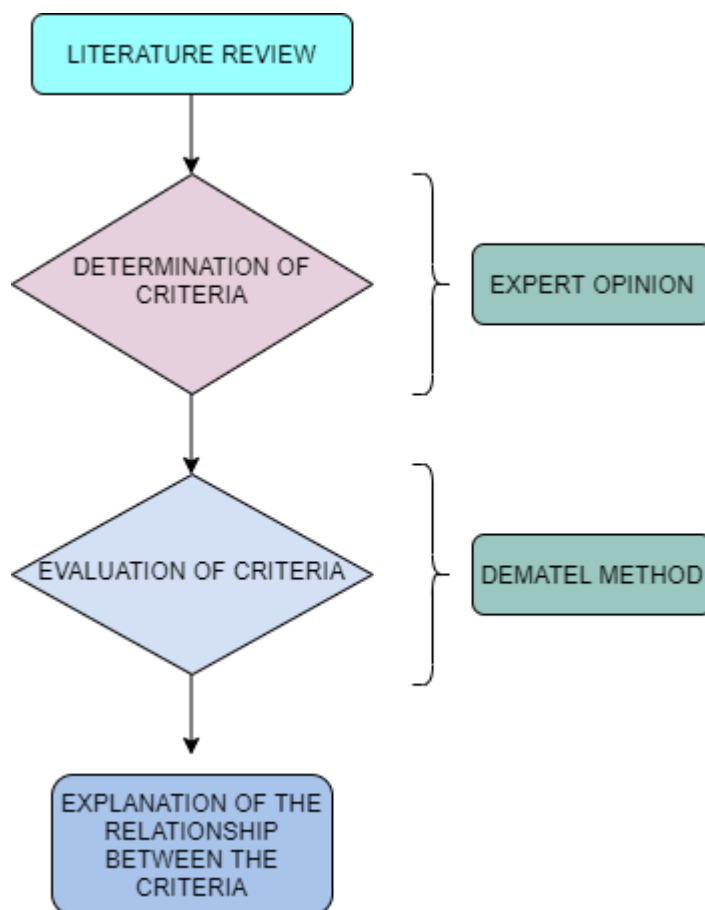 LITERATURE REVIEW
DETERMINATION OF
CRITERIA
EXPERT OPINION
EVALUATION OF CRITERIA
DEMATEL METHOD
EXPLANATION OF THE
RELATIONSHIP
BETWEEN THE
CRITERIA